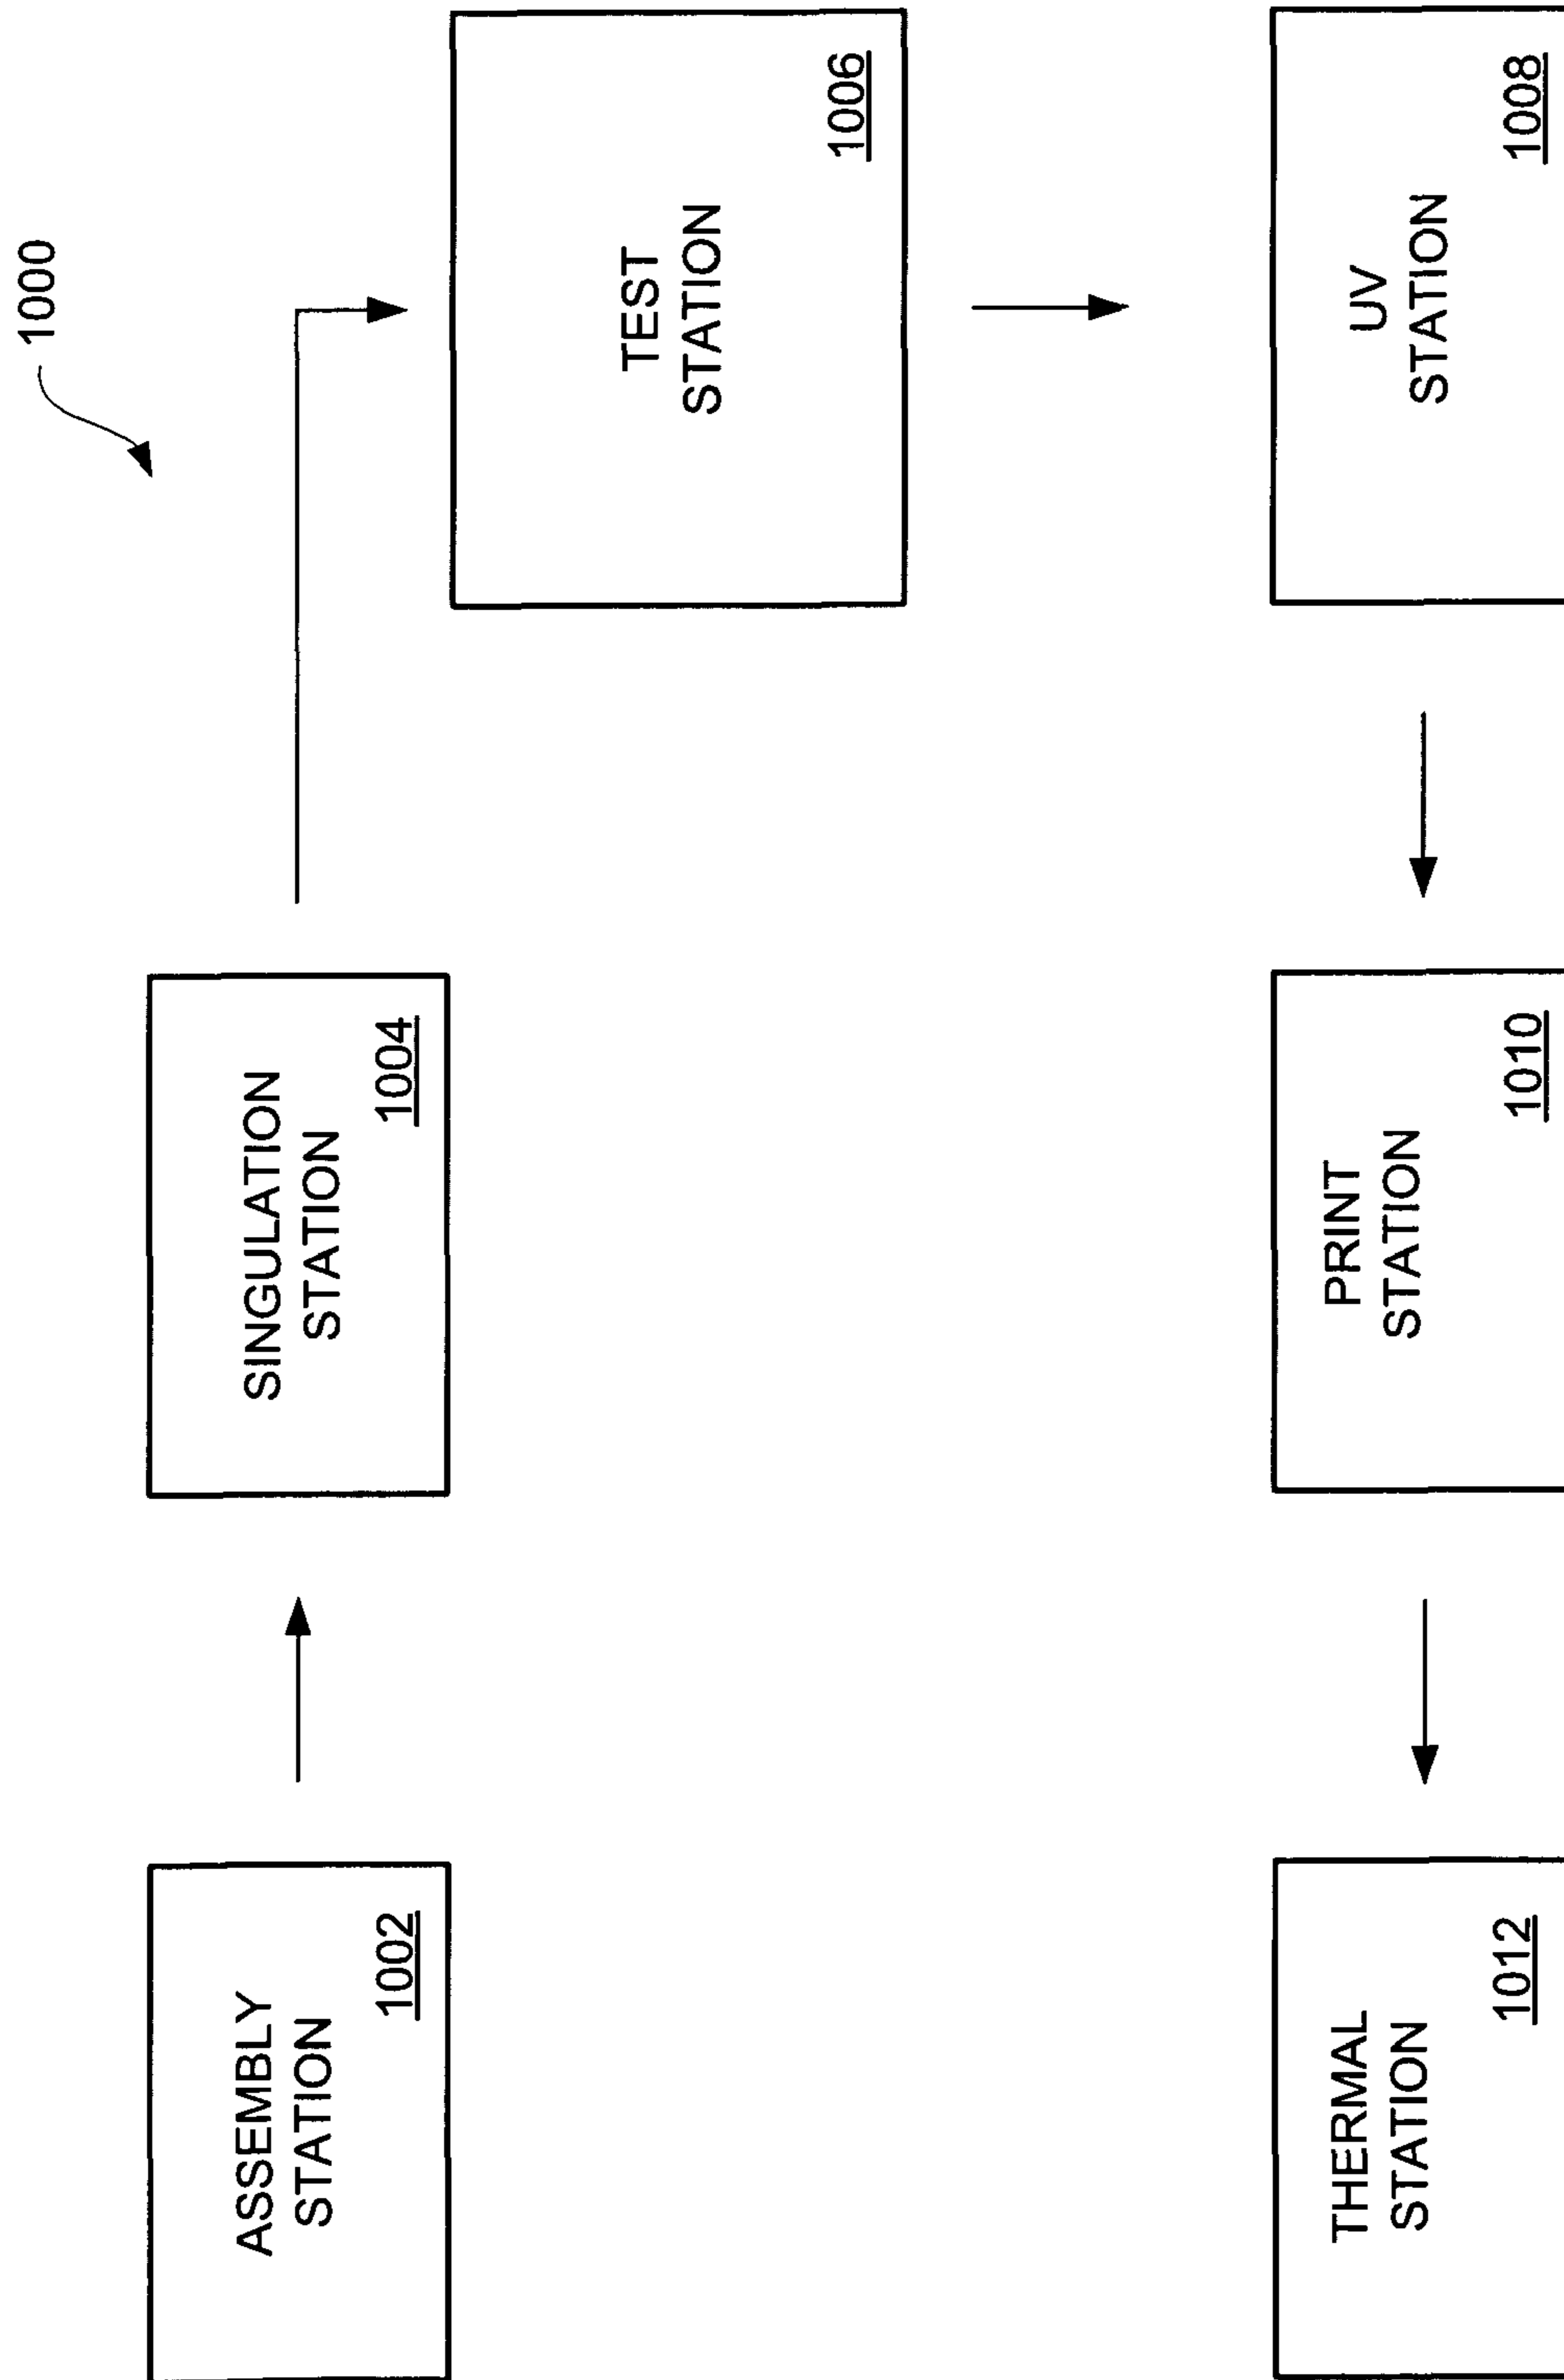 1000
ASSEMBLY
STATION
1002
SINGULATION
STATION
1004
TEST
STATION
1006
UV
STATION
1008
PRINT
STATION
1010
THERMAL
STATION
1012